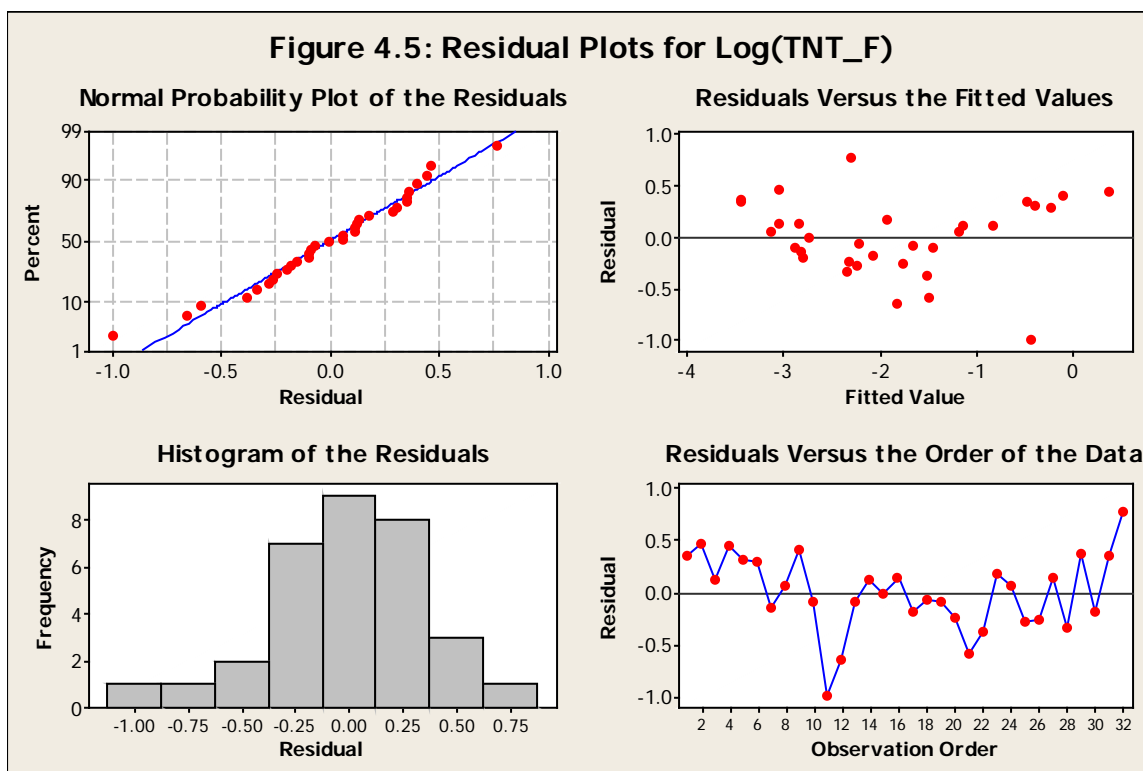 Figure 4.5: Residual Plots for Log(TNT_F)
Normal Probability Plot of the Residuals
99
90
50
10
1
Percent
-1.0 -0.5 0.0 0.5 1.0
Residual
Residuals Versus the Fitted Values
1.0
0.5
0.0
-0.5
-1.0
Residual
-4 -3 -2 -1 0
Fitted Value
Histogram of the Residuals
8
6
4
2
0
Frequency
-1.00 -0.75 -0.50 -0.25 0.00 0.25 0.50 0.75
Residual
Residuals Versus the Order of the Data
1.0
0.5
0.0
-0.5
-1.0
Residual
2 4 6 8 10 12 14 16 18 20 22 24 26 28 30 32
Observation Order